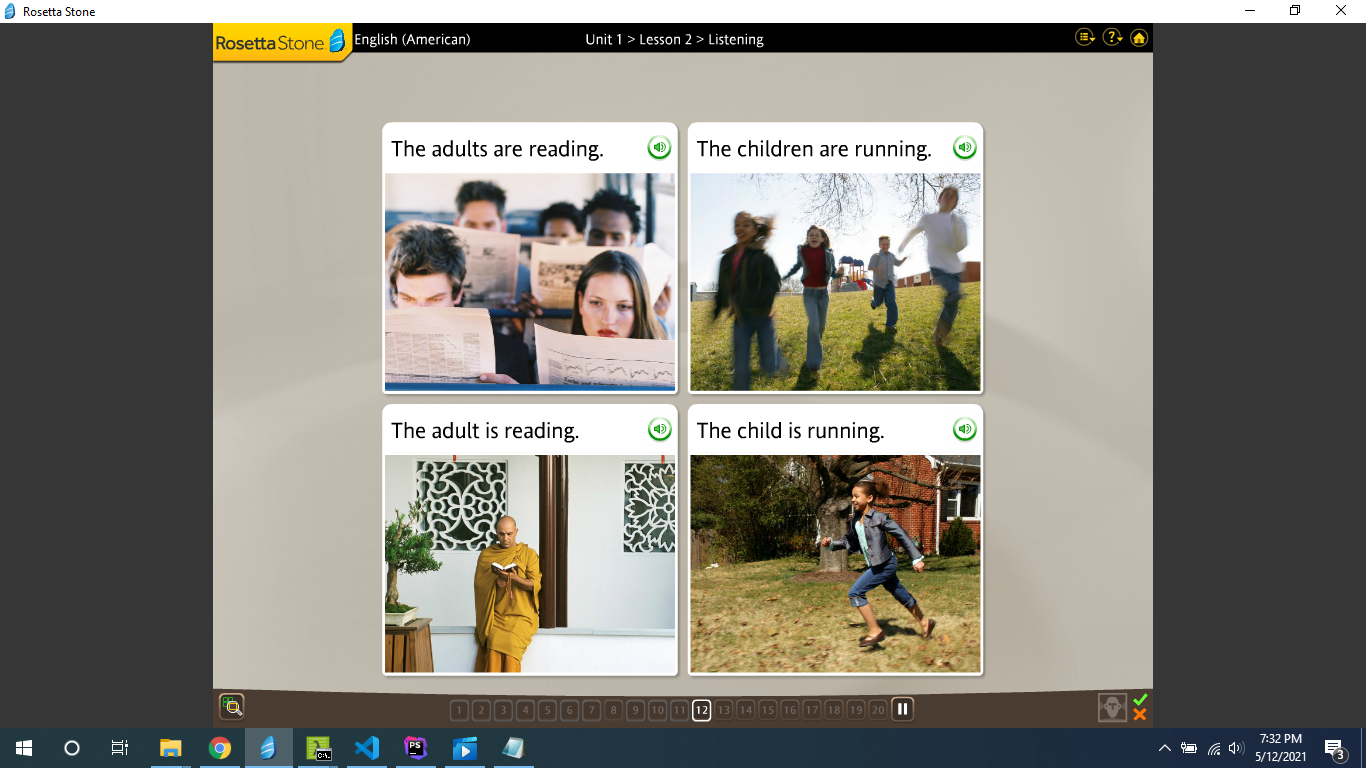 Rosetta Stone
RosettaStone
English (American)
Unit 1 > Lesson 2 > Listening
?
The adults are reading.
The children are running.
The adult is reading.
The child is running.
1 2 3 4 5 6 7 8 9 10 11 12 13 14 15 16 17 18 19 20
C:\.
PS
7:32 PM
5/12/2021
3